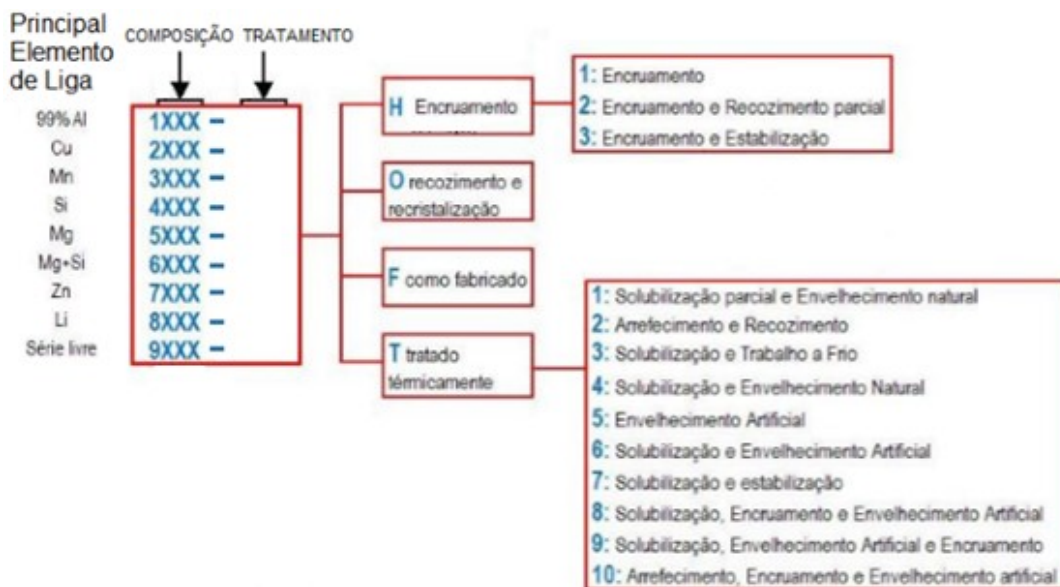 Principal
Elemento
de Liga
COMPOSIÇÃO TRATAMENTO
99% Al 1XXX –
Cu 2XXX –
Mn 3XXX –
Si 4XXX –
Mg 5XXX –
Mg+Si 6XXX –
Zn 7XXX –
Li 8XXX –
Série livre 9XXX –
H Encruamento
1: Encruamento
2: Encruamento e Recozimento parcial
3: Encruamento e Estabilização
O recozimento e
recristalização
F como fabricado
T tratado
térmicamente
1: Solubilização parcial e Envelhecimento natural
2: Arrefecimento e Recozimento
3: Solubilização e Trabalho a Frio
4: Solubilização e Envelhecimento Natural
5: Envelhecimento Artificial
6: Solubilização e Envelhecimento Artificial
7: Solubilização e estabilização
8: Solubilização, Encruamento e Envelhecimento Artificial
9: Solubilização, Envelhecimento Artificial e Encruamento
10: Arrefecimento, Encruamento e Envelhecimento artificial